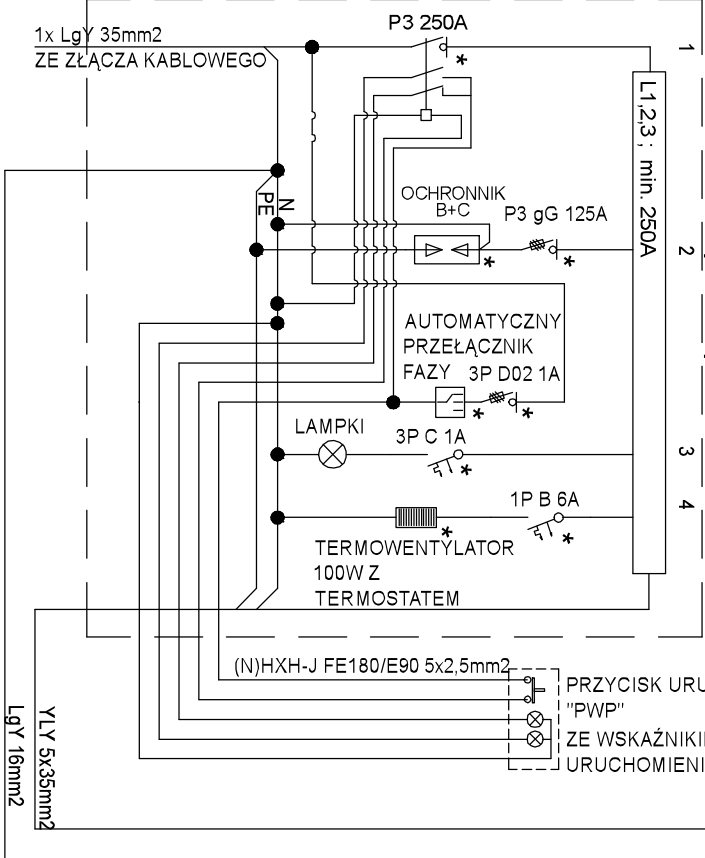 P3 250A
1x LgY 35mm2
ZE ZŁĄCZA KABLOWEGO
*
1
L1,2,3 ; min. 250A
N
PE
OCHRONNIK
B+C
P3 gG 125A
*
*
2
AUTOMATYCZNY
PRZEŁĄCZNIK
FAZY
3P D02 1A
*
*
LAMPKI
3P C 1A
*
3
1P B 6A
4
*
*
TERMOWENTYLATOR
100W Z
TERMOSTATEM
(N)HXH-J FE180/E90 5x2,5mm2
PRZYCISK URU
"PWP"
ZE WSKAŹNIKI
URUCHOMIENI
YLY 5x35mm2
LgY 16mm2